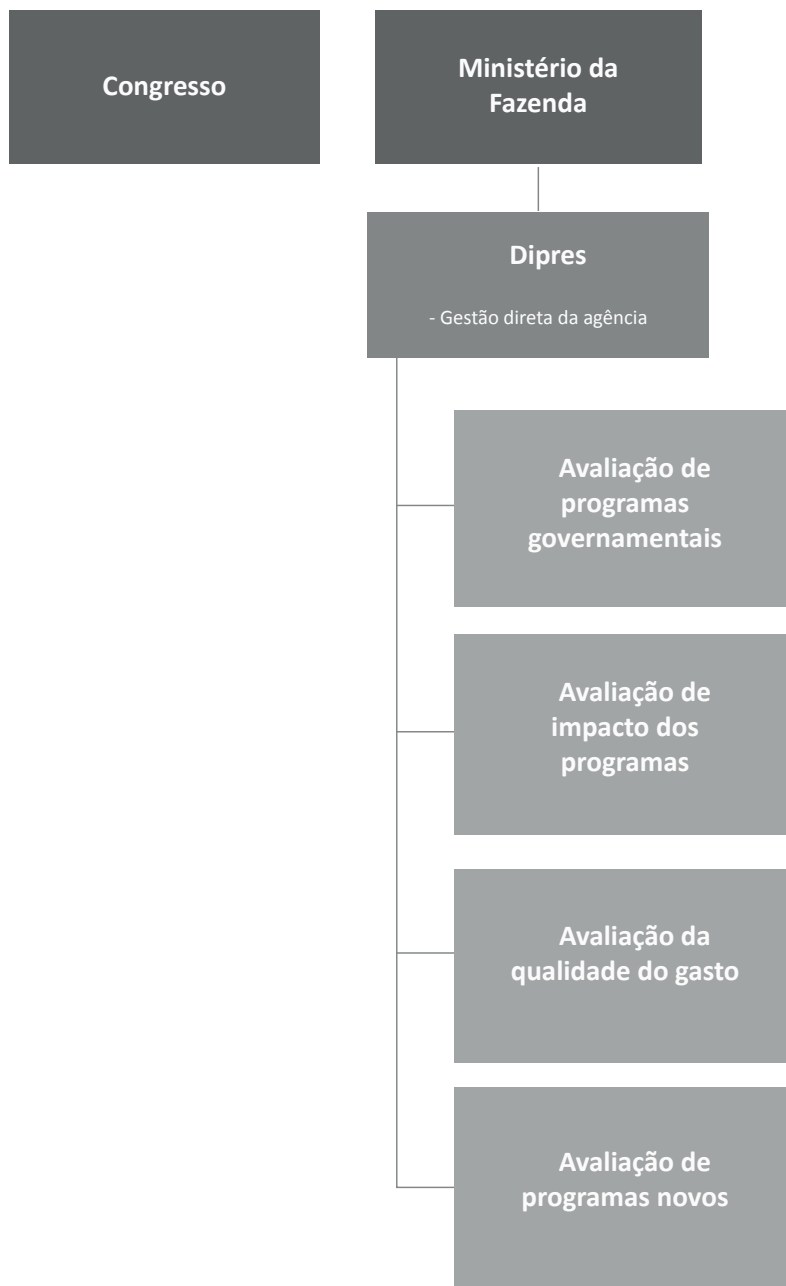 Congresso
Ministério da
Fazenda
Dipres
- Gestão direta da agência
Avaliação de
programas
governamentais
Avaliação de
impacto dos
programas
Avaliação da
qualidade do gasto
Avaliação de
programas novos